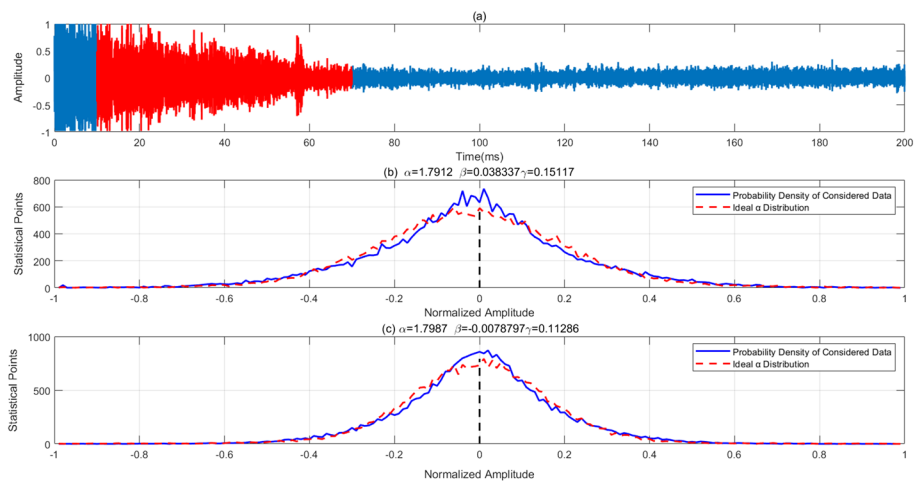 (a)
Amplitude
1
0.5
0
-0.5
-1
0 20 40 60 80 100 120 140 160 180 200
Time(ms)
(b) α=1.7912 β=0.038337γ=0.15117
Statistical Points
800
600
400
200
0
Probability Density of Considered Data
Ideal α Distribution
-1 -0.8 -0.6 -0.4 -0.2 0 0.2 0.4 0.6 0.8 1
Normalized Amplitude
(c) α=1.7987 β=-0.0078797γ=0.11286
Statistical Points
1000
500
0
Probability Density of Considered Data
Ideal α Distribution
-1 -0.8 -0.6 -0.4 -0.2 0 0.2 0.4 0.6 0.8 1
Normalized Amplitude